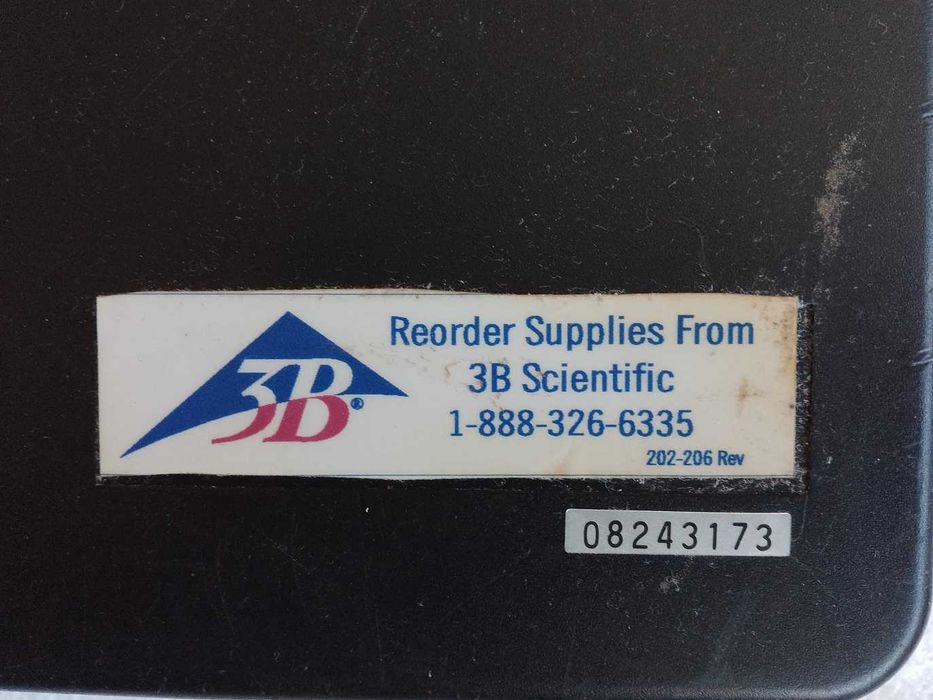 3B®
Reorder Supplies From
3B Scientific
1-888-326-6335
202-206 Rev
08243173